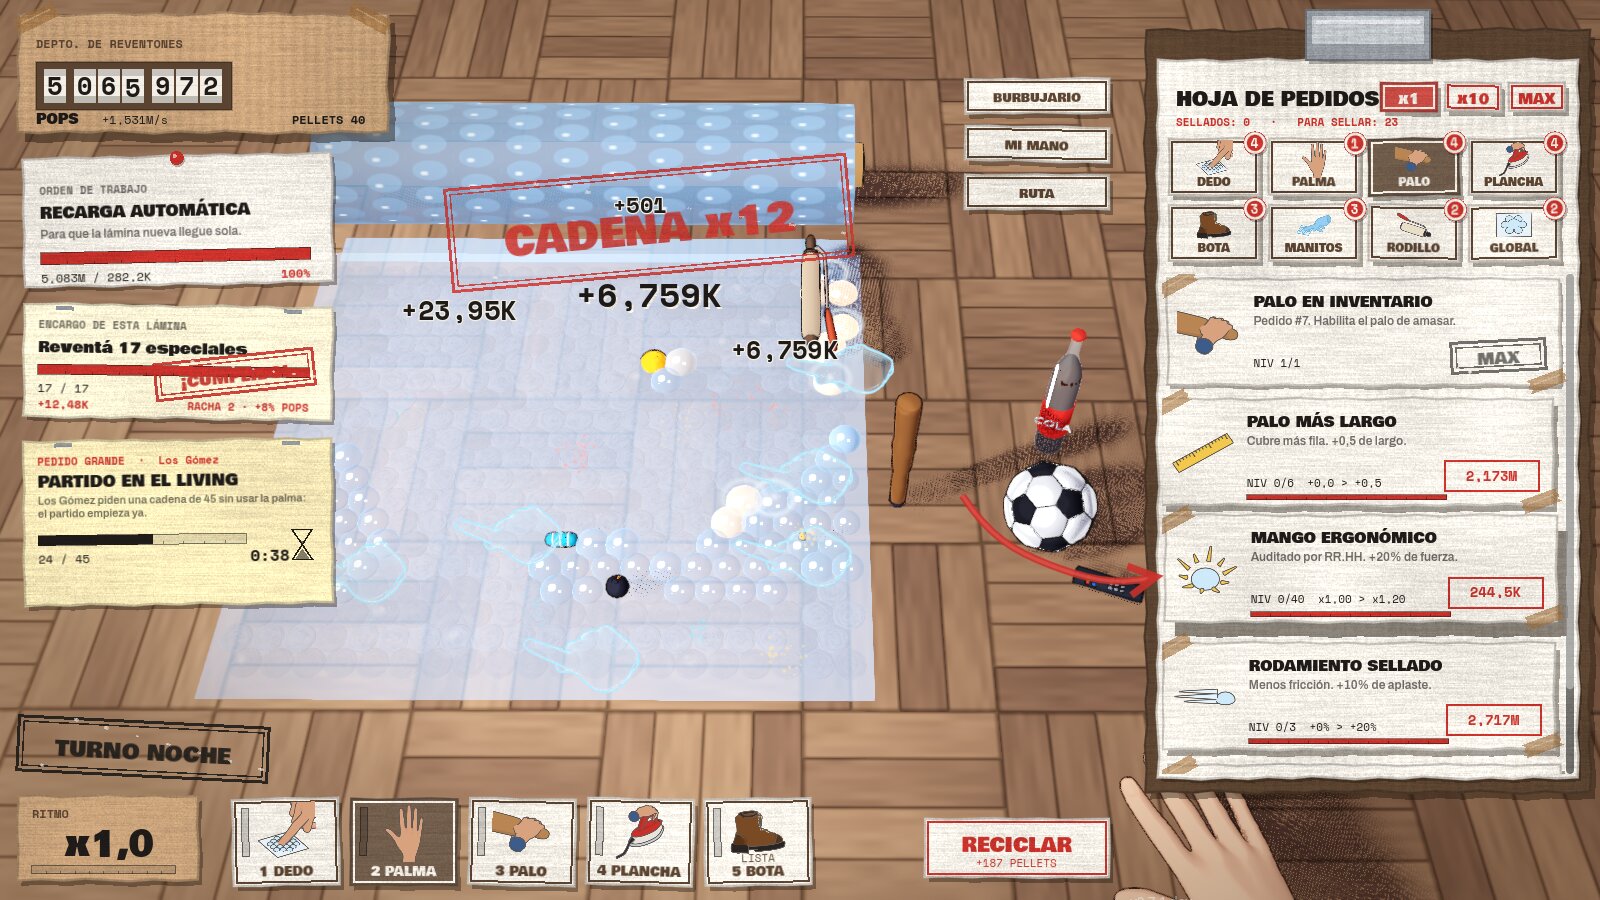 DEPTO. DE REVENTONES
5 065 972
POPS +1,531M/s PELLETS 40
ORDEN DE TRABAJO
RECARGA AUTOMÁTICA
Para que la lámina nueva llegue sola.
5,083M / 282.2K 100%
ENCARGO DE ESTA LÁMINA
Reventá 17 especiales
17 / 17
+12,48K RACHA 2 · +8% POPS
PEDIDO GRANDE · Los Gómez
PARTIDO EN EL LIVING
Los Gómez piden una cadena de 45 sin usar la palma:
el partido empieza ya.
24 / 45 0:38
TURNO NOCHE
RITMO
x1,0
+501
CADENA x12
+23,95K
+6,759K
+6,759K
COLA
BURBUJARIO
MI MANO
RUTA
HOJA DE PEDIDOS x1 x10 MAX
SELLADOS: 0 · PARA SELLAR: 23
4 1 4 4
DEDO PALMA PALO PLANCHA
3 3 2 2
BOTA MANITOS RODILLO GLOBAL
PALO EN INVENTARIO
Pedido #7. Habilita el palo de amasar.
NIV 1/1 MAX
PALO MÁS LARGO
Cubre más fila. +0,5 de largo.
NIV 0/6 +0,0 > +0,5 2,173M
MANGO ERGONÓMICO
Auditado por RR.HH. +20% de fuerza.
NIV 0/40 x1,00 > x1,20 244,5K
RODAMIENTO SELLADO
Menos fricción. +10% de aplaste.
NIV 0/3 +0% > +20% 2,717M
1 DEDO
2 PALMA
3 PALO
4 PLANCHA
LISTA
5 BOTA
RECICLAR
+187 PELLETS